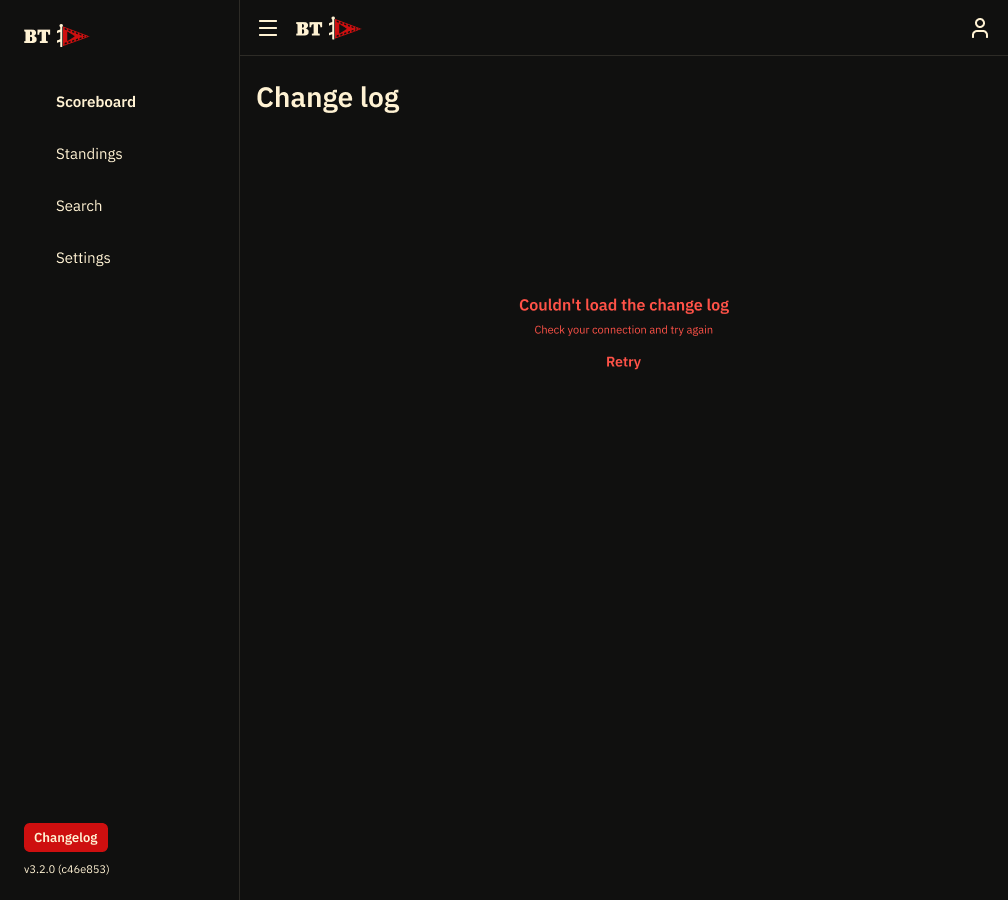 BT
Scoreboard
Standings
Search
Settings
Changelog
v3.2.0 (c46e853)
BT
Change log
Couldn't load the change log
Check your connection and try again
Retry